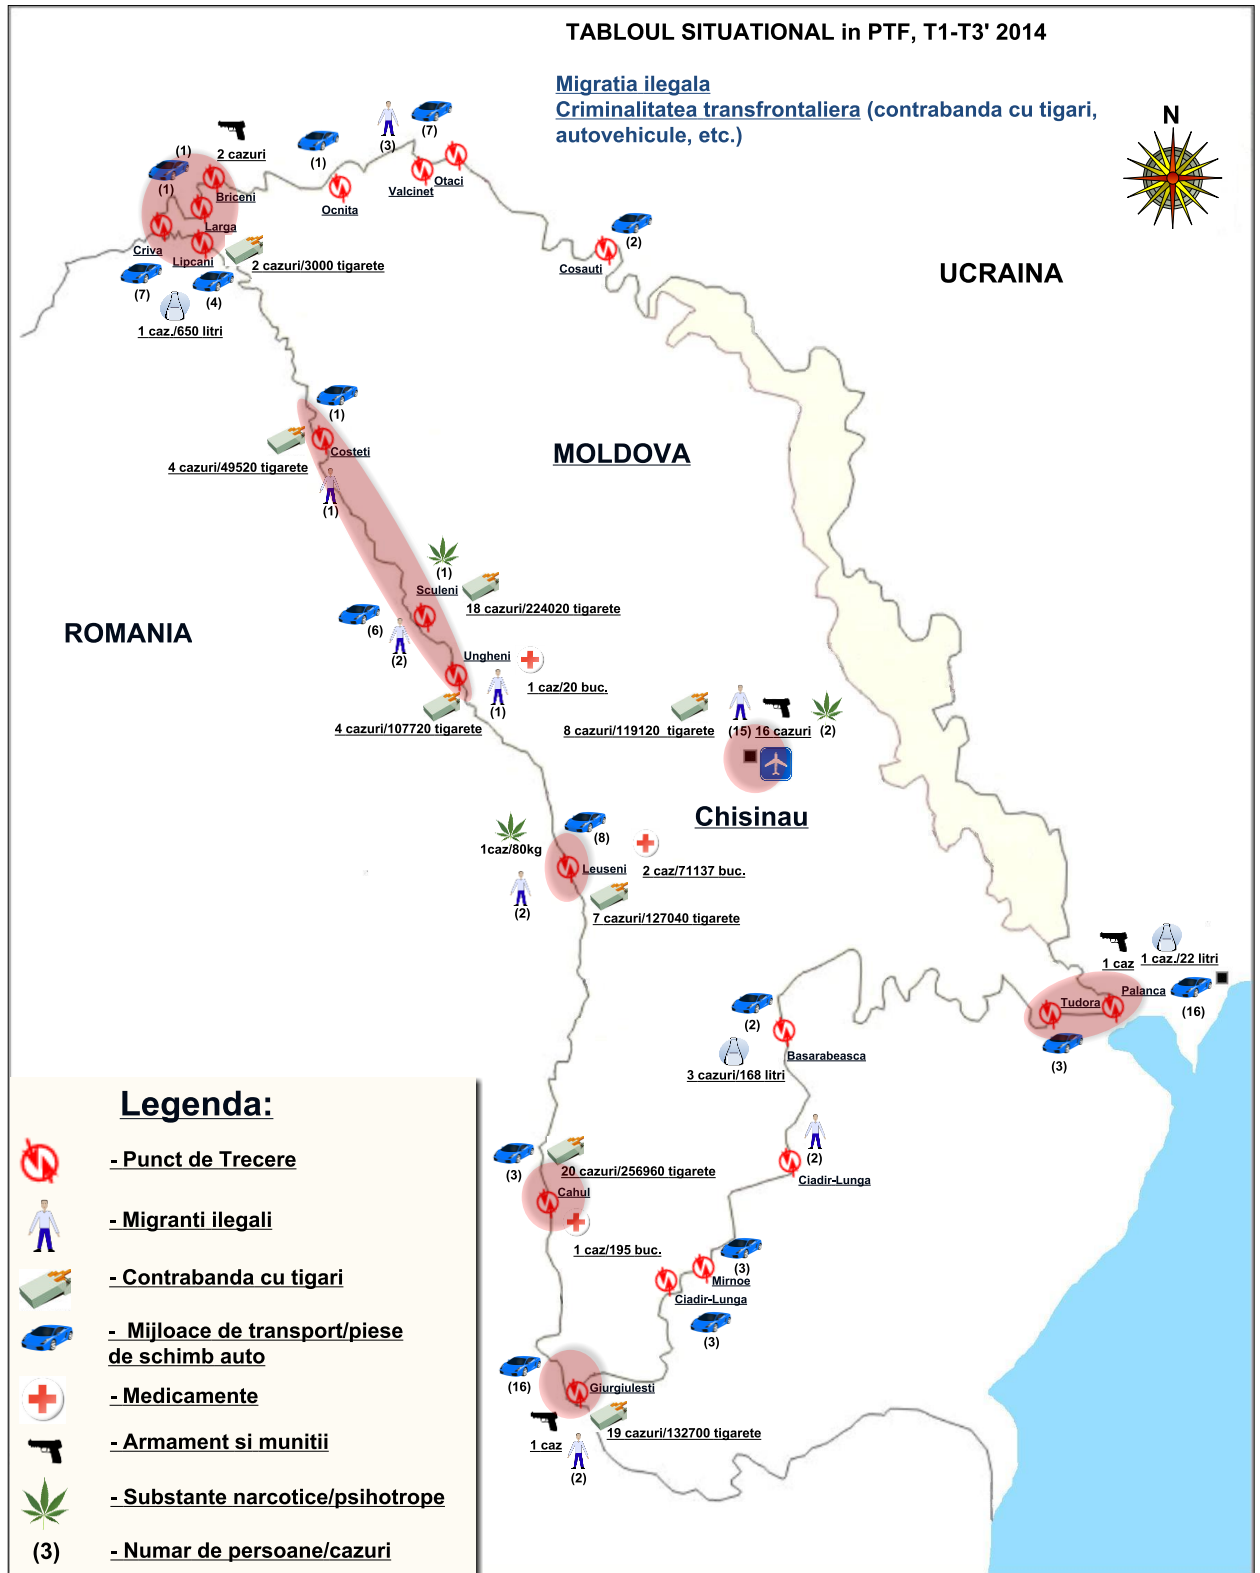 TABLOUL SITUATIONAL in PTF, T1-T3' 2014
Migratia ilegala
Criminalitatea transfrontaliera (contrabanda cu tigari,
autovehicule, etc.)
N
(7)
(3)
(1)
(1)
2 cazuri
(1)
Briceni
Ocnita
Valcinet
Otaci
Larga
Criva
Lipcani
2 cazuri/3000 tigarete
(7)
(4)
1 caz./650 litri
(2)
Cosauti
UCRAINA
(1)
Costeti
4 cazuri/49520 tigarete
(1)
MOLDOVA
(1)
Sculeni
18 cazuri/224020 tigarete
ROMANIA
(6)
(2)
Ungheni
1 caz/20 buc.
(1)
4 cazuri/107720 tigarete
8 cazuri/119120 tigarete
(15)
16 cazuri
(2)
Chisinau
1caz/80kg
(8)
Leuseni
2 caz/71137 buc.
(2)
7 cazuri/127040 tigarete
1 caz
1 caz./22 litri
Palanca
Tudora
(16)
(3)
(2)
Basarabeasca
3 cazuri/168 litri
(2)
Ciadir-Lunga
(3)
20 cazuri/256960 tigarete
Cahul
1 caz/195 buc.
(3)
Mirnoe
Ciadir-Lunga
(3)
(16)
Giurgiulesti
19 cazuri/132700 tigarete
1 caz
(2)
Legenda:
- Punct de Trecere
- Migranti ilegali
- Contrabanda cu tigari
- Mijloace de transport/piese
de schimb auto
- Medicamente
- Armament si munitii
- Substante narcotice/psihotrope
(3) - Numar de persoane/cazuri